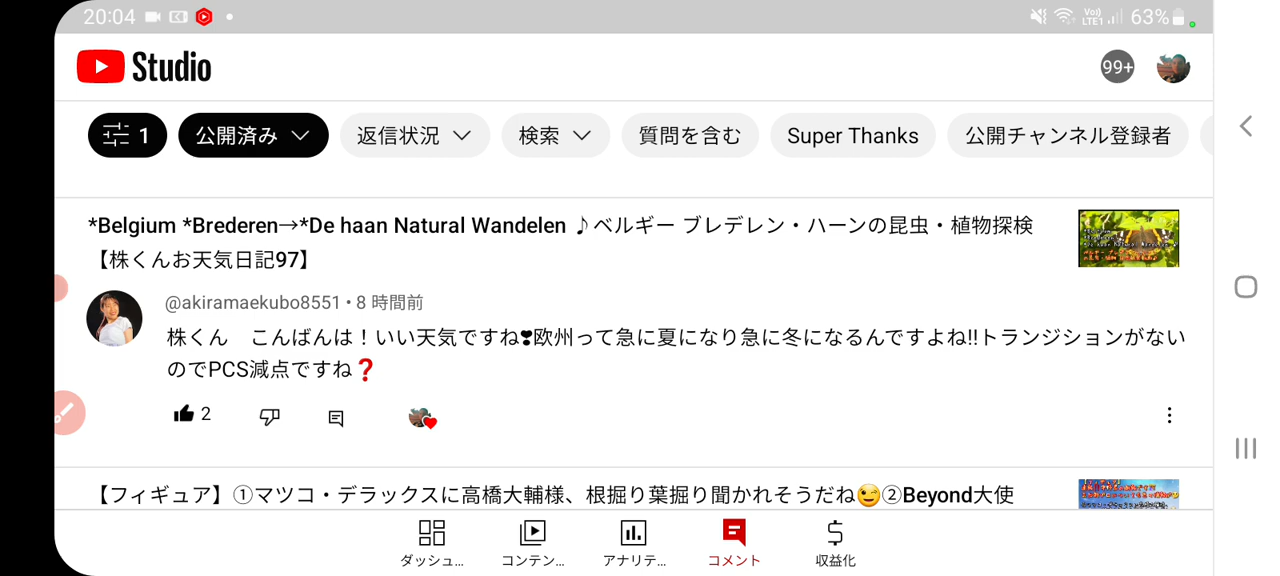 20:04
Vo)
LTE1
63%
Studio
99+
1
公開済み
返信状況
検索
質問を含む
Super Thanks
公開チャンネル登録者
*Belgium *Brederen→*De haan Natural Wandelen ♪ベルギー ブレデレン・ハーンの昆虫・植物探検
【株くんお天気日記97】
@akiramaekubo8551・8 時間前
株くん　こんばんは！いい天気ですね❣欧州って急に夏になり急に冬になるんですよね!!トランジションがない
のでPCS減点ですね❓
2
【フィギュア】①マツコ・デラックスに高橋大輔様、根掘り葉掘り聞かれそうだね😉②Beyond大使
ダッシュ...
コンテン...
アナリテ...
コメント
収益化